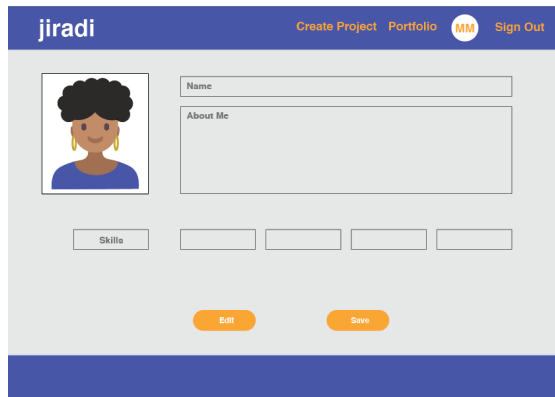 jiradi
Create Project Portfolio MM Sign Out
Name
About Me
Skills
Edit Save